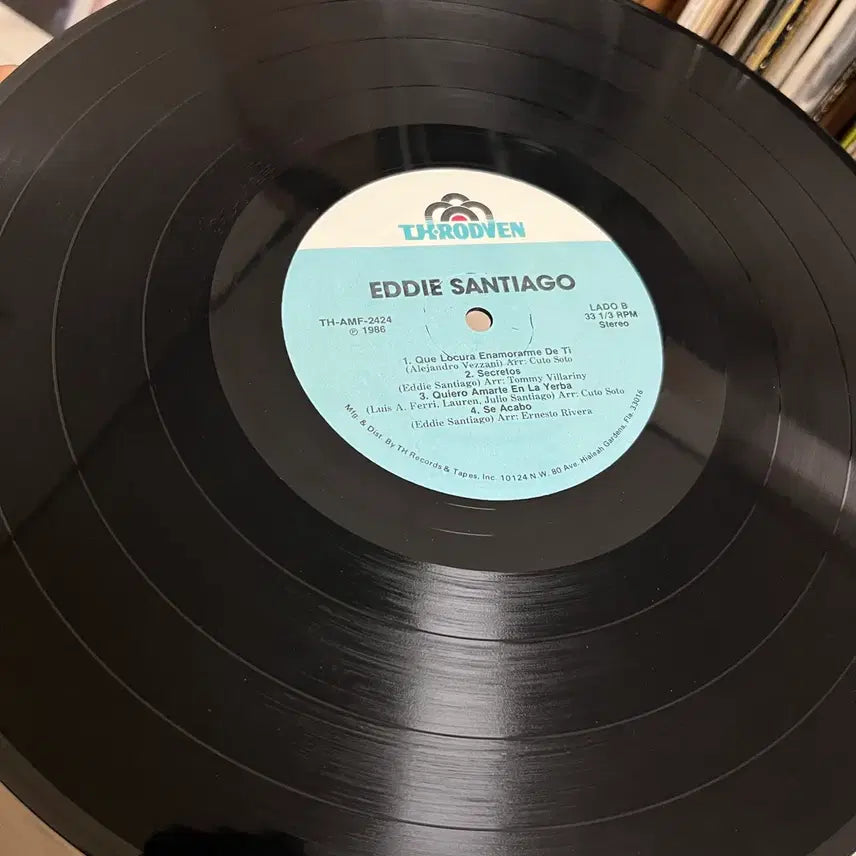 TH-RODVEN
EDDIE SANTIAGO
TH-AMF-2424
℗ 1986
LADO B
33 1/3 RPM
Stereo
1. Que Locura Enamorarme De Ti
(Alejandro Vezzani) Arr: Cuto Soto
2. Secretos
(Eddie Santiago) Arr: Tommy Villariny
3. Quiero Amarte En La Yerba
(Luis A. Ferri, Lauren, Julio Santiago) Arr: Cuto Soto
4. Se Acabo
(Eddie Santiago) Arr: Ernesto Rivera
Mfg. & Dist. By TH Records & Tapes, Inc. 10124 N.W. 80 Ave. Hialeah Gardens, Fla. 33016